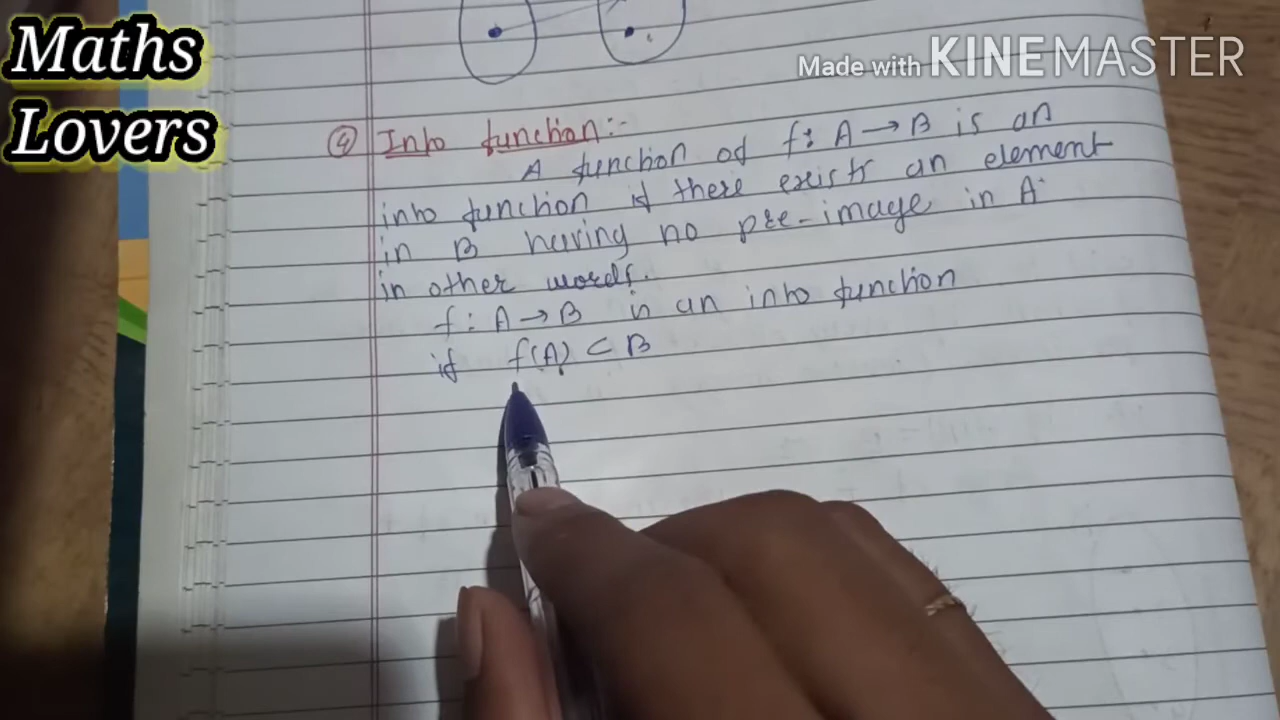 Maths
Lovers
Made with KINEMASTER
④ Into function:-
A function of f: A → B is an
into function if there exists an element
in B having no pre-image in A.
in other words.
f: A → B is an into function
if f(A) ⊂ B